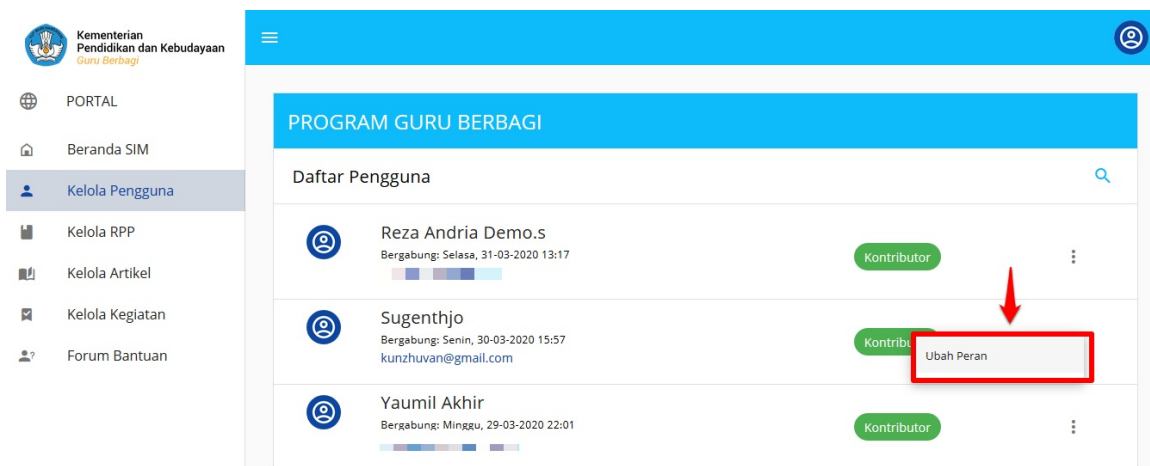 Kementerian
Pendidikan dan Kebudayaan
Guru Berbagi
PORTAL
Beranda SIM
Kelola Pengguna
Kelola RPP
Kelola Artikel
Kelola Kegiatan
Forum Bantuan
PROGRAM GURU BERBAGI
Daftar Pengguna
Reza Andria Demo.s
Bergabung: Selasa, 31-03-2020 13:17
Kontributor
Sugenthjo
Bergabung: Senin, 30-03-2020 15:57
kunzhuvan@gmail.com
Ubah Peran
Yaumil Akhir
Bergabung: Minggu, 29-03-2020 22:01
Kontributor